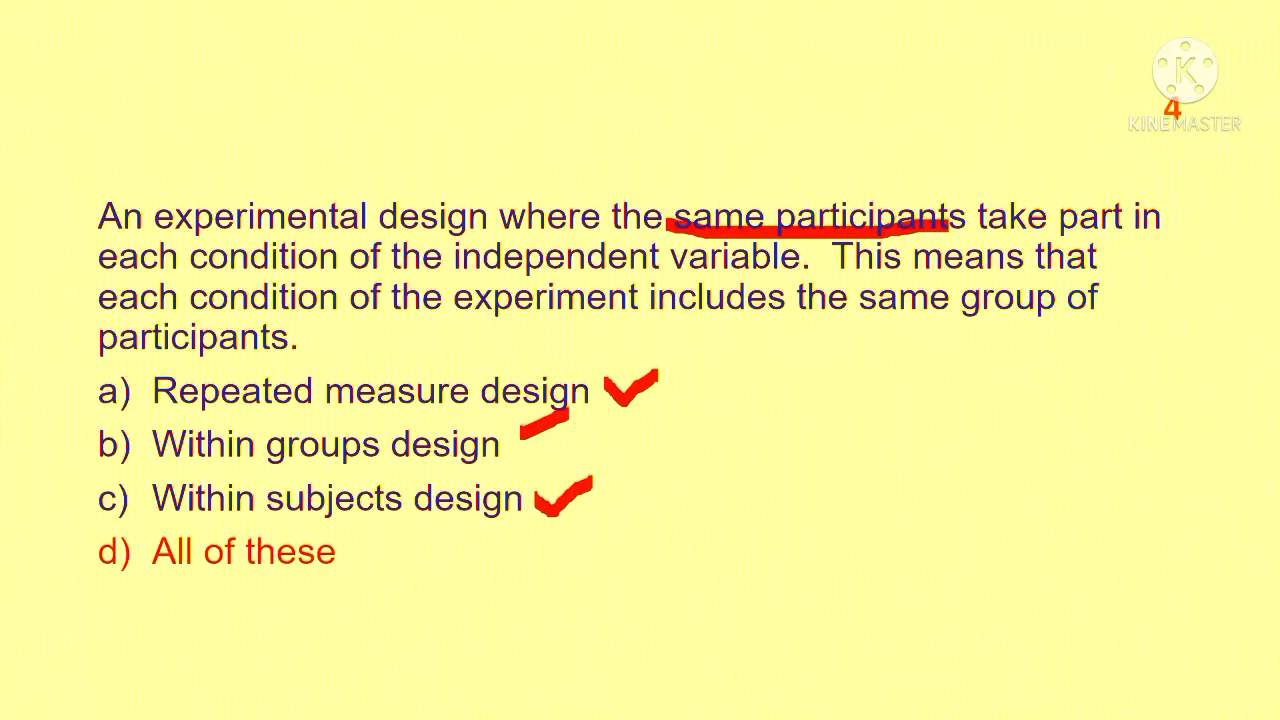 K
4
KINEMASTER
An experimental design where the same participants take part in
each condition of the independent variable.  This means that
each condition of the experiment includes the same group of
participants.
a) Repeated measure design
b) Within groups design
c) Within subjects design
d) All of these